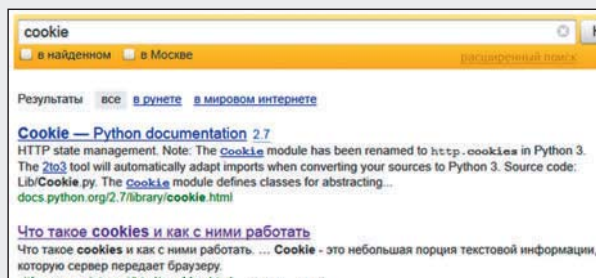 cookie
в найденном в Москве расширенный поиск
Результаты все в рунете в мировом интернете
Cookie — Python documentation 2.7
HTTP state management. Note: The Cookie module has been renamed to http.cookies in Python 3.
The 2to3 tool will automatically adapt imports when converting your sources to Python 3. Source code:
Lib/Cookie.py. The Cookie module defines classes for abstracting...
docs.python.org/2.7/library/cookie.html
Что такое cookies и как с ними работать
Что такое cookies и как с ними работать. ... Cookie - это небольшая порция текстовой информации,
которую сервер передает браузеру.